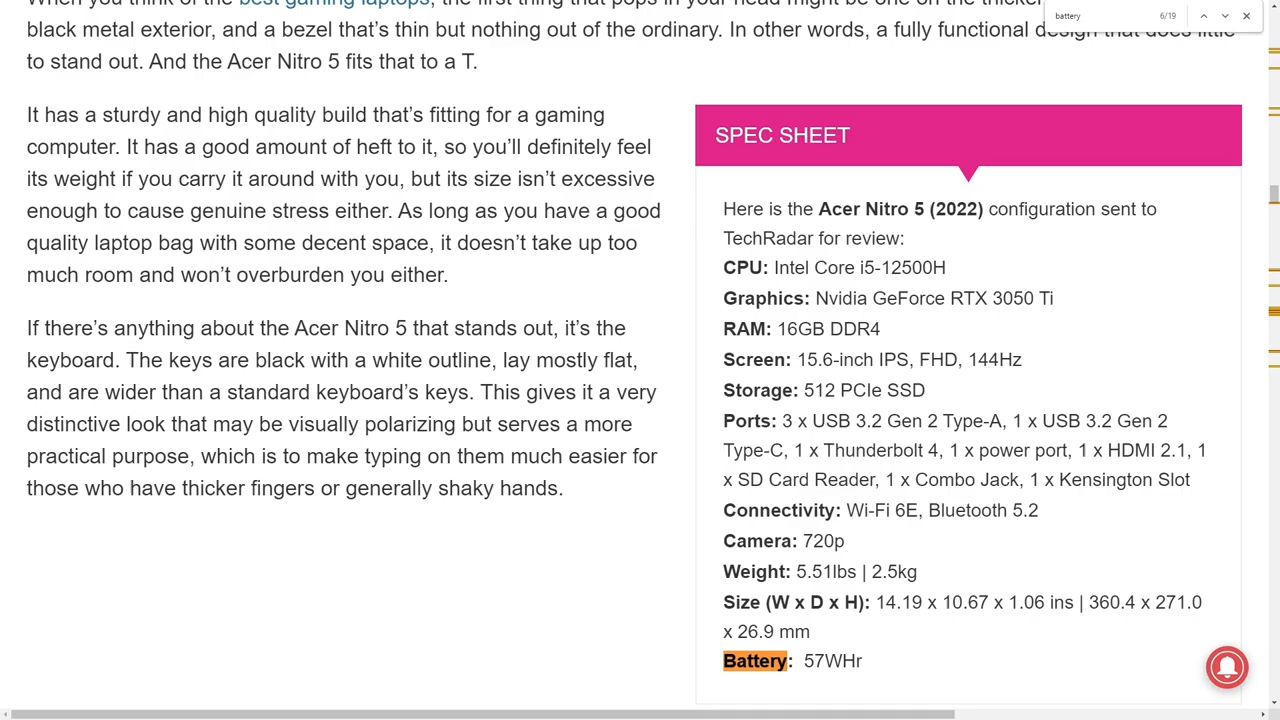 When you think of the best gaming laptops, the first thing that pops in your head might be one on the thicker
battery 6/19
black metal exterior, and a bezel that's thin but nothing out of the ordinary. In other words, a fully functional design that does little
to stand out. And the Acer Nitro 5 fits that to a T.
It has a sturdy and high quality build that's fitting for a gaming
computer. It has a good amount of heft to it, so you'll definitely feel
its weight if you carry it around with you, but its size isn't excessive
enough to cause genuine stress either. As long as you have a good
quality laptop bag with some decent space, it doesn't take up too
much room and won't overburden you either.
If there's anything about the Acer Nitro 5 that stands out, it's the
keyboard. The keys are black with a white outline, lay mostly flat,
and are wider than a standard keyboard's keys. This gives it a very
distinctive look that may be visually polarizing but serves a more
practical purpose, which is to make typing on them much easier for
those who have thicker fingers or generally shaky hands.
SPEC SHEET
Here is the Acer Nitro 5 (2022) configuration sent to
TechRadar for review:
CPU: Intel Core i5-12500H
Graphics: Nvidia GeForce RTX 3050 Ti
RAM: 16GB DDR4
Screen: 15.6-inch IPS, FHD, 144Hz
Storage: 512 PCIe SSD
Ports: 3 x USB 3.2 Gen 2 Type-A, 1 x USB 3.2 Gen 2
Type-C, 1 x Thunderbolt 4, 1 x power port, 1 x HDMI 2.1, 1
x SD Card Reader, 1 x Combo Jack, 1 x Kensington Slot
Connectivity: Wi-Fi 6E, Bluetooth 5.2
Camera: 720p
Weight: 5.51lbs | 2.5kg
Size (W x D x H): 14.19 x 10.67 x 1.06 ins | 360.4 x 271.0
x 26.9 mm
Battery: 57WHr